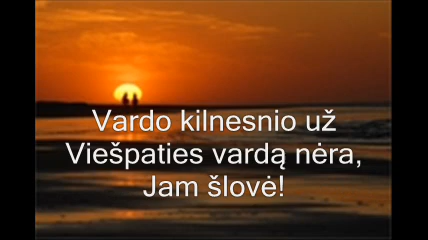 Vardo kilnesnio už
Viešpaties vardą nėra,
Jam šlovė!